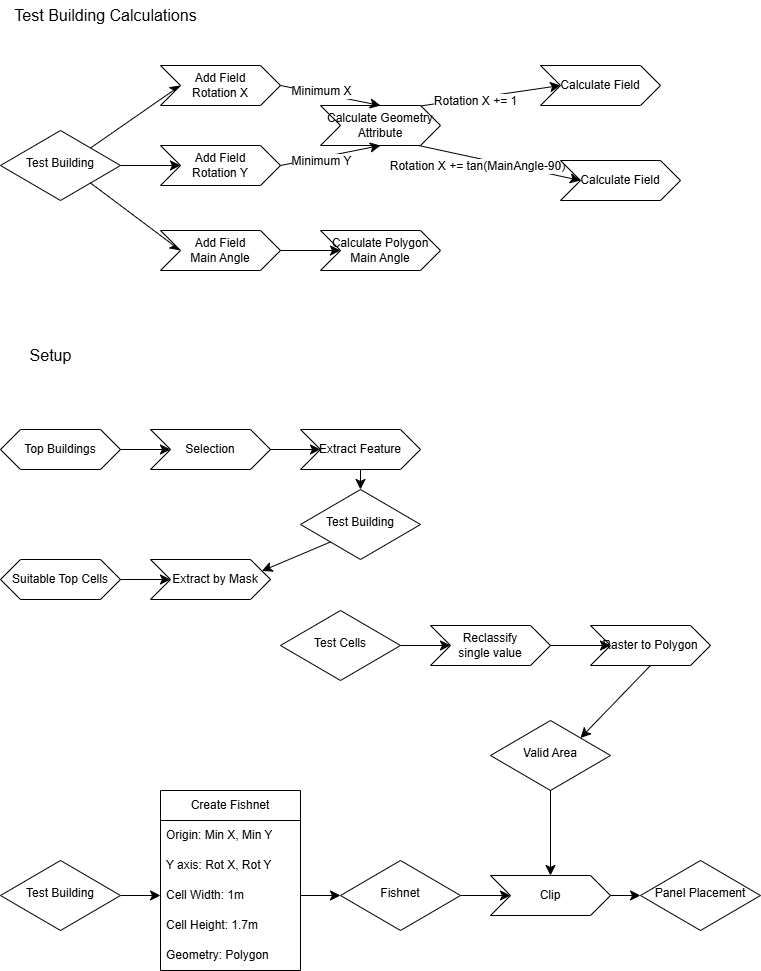 Test Building Calculations
Add Field
Rotation X
Minimum X
Calculate Field
Rotation X += 1
Calculate Geometry
Attribute
Test Building
Add Field
Rotation Y
Minimum Y
Rotation X += tan(MainAngle-90)
Calculate Field
Add Field
Main Angle
Calculate Polygon
Main Angle
Setup
Top Buildings
Selection
Extract Feature
Test Building
Suitable Top Cells
Extract by Mask
Test Cells
Reclassify
single value
Raster to Polygon
Valid Area
Create Fishnet
Origin: Min X, Min Y
Y axis: Rot X, Rot Y
Cell Width: 1m
Cell Height: 1.7m
Geometry: Polygon
Test Building
Fishnet
Clip
Panel Placement